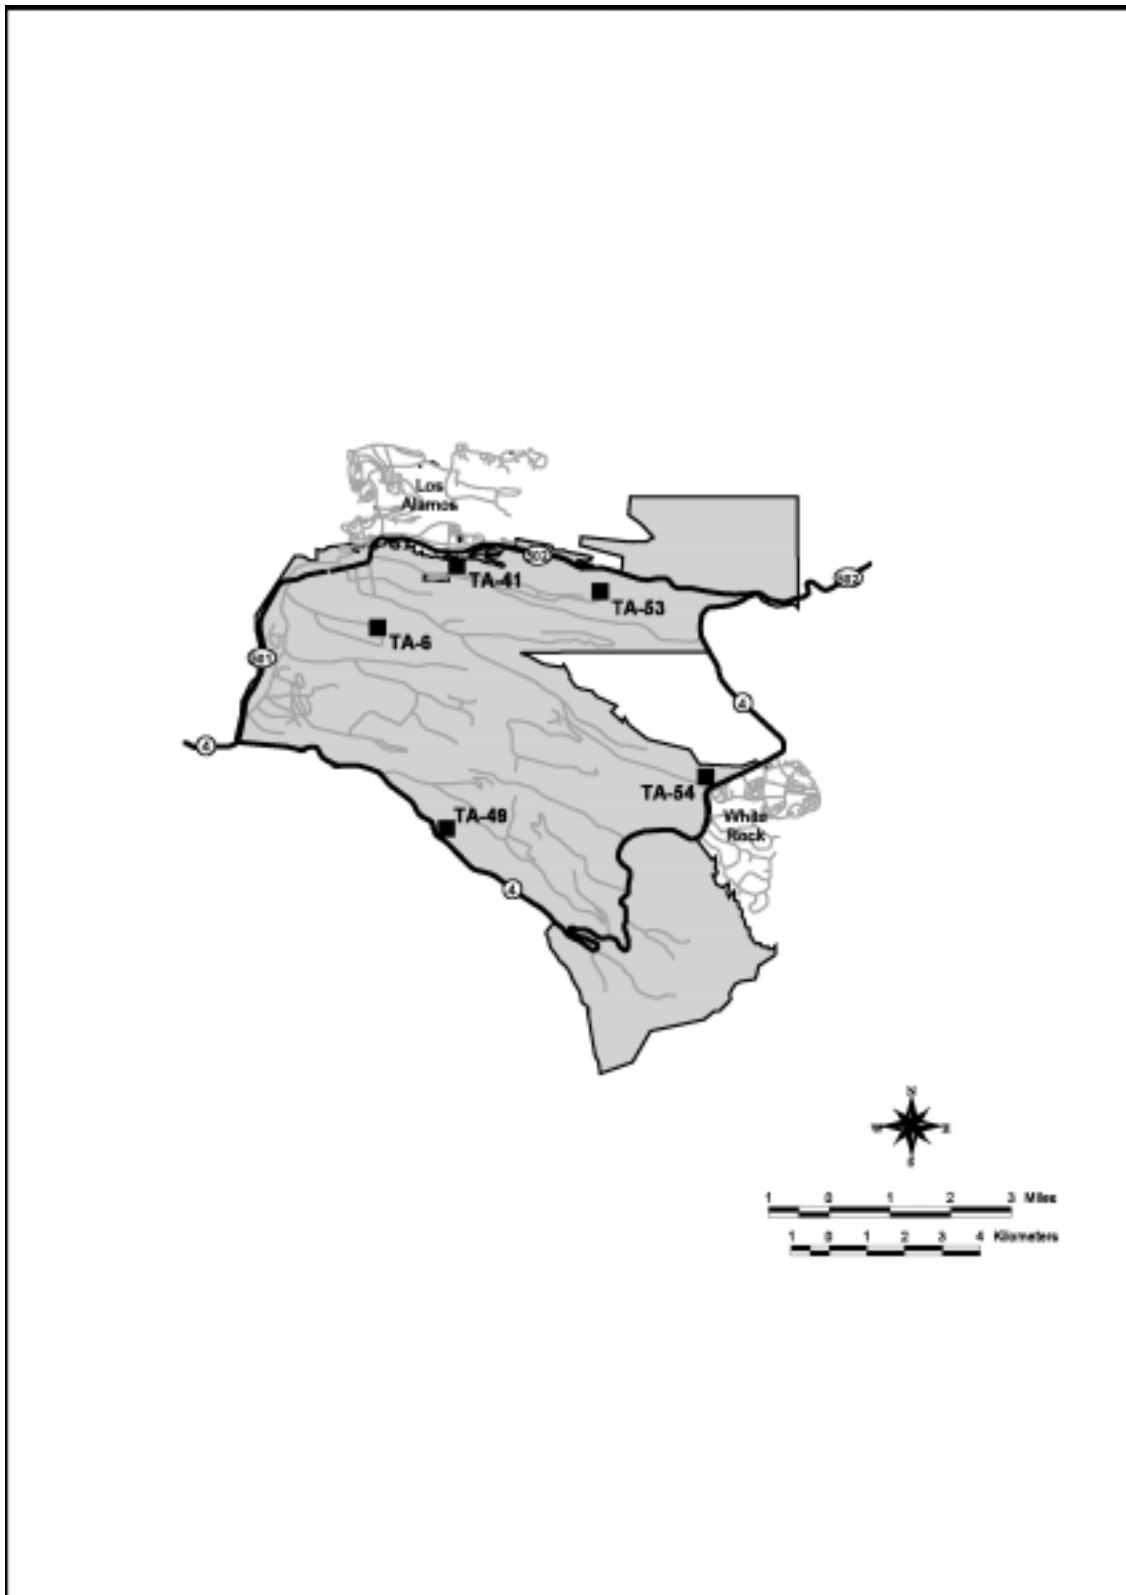 Los
Alamos
502
TA-41
TA-53
502
TA-6
501
4
4
TA-54
TA-49
White
Rock
4
N
W E
S
1 0 1 2 3 Miles
1 0 1 2 3 4 Kilometers